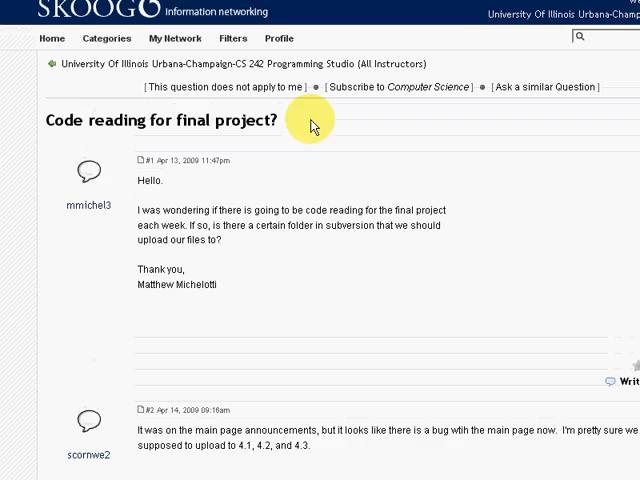 SKOOGO Information networking
University Of Illinois Urbana-Champ
Home Categories My Network Filters Profile
University Of Illinois Urbana-Champaign-CS 242 Programming Studio (All Instructors)
[ This question does not apply to me ] ● [ Subscribe to Computer Science ] ● [ Ask a similar Question ]
Code reading for final project?
#1 Apr 13, 2009 11:47pm
mmichel3
Hello.
I was wondering if there is going to be code reading for the final project
each week. If so, is there a certain folder in subversion that we should
upload our files to?
Thank you,
Matthew Michelotti
Writ
#2 Apr 14, 2009 09:16am
scornwe2
It was on the main page announcements, but it looks like there is a bug wtih the main page now. I'm pretty sure we
supposed to upload to 4.1, 4.2, and 4.3.